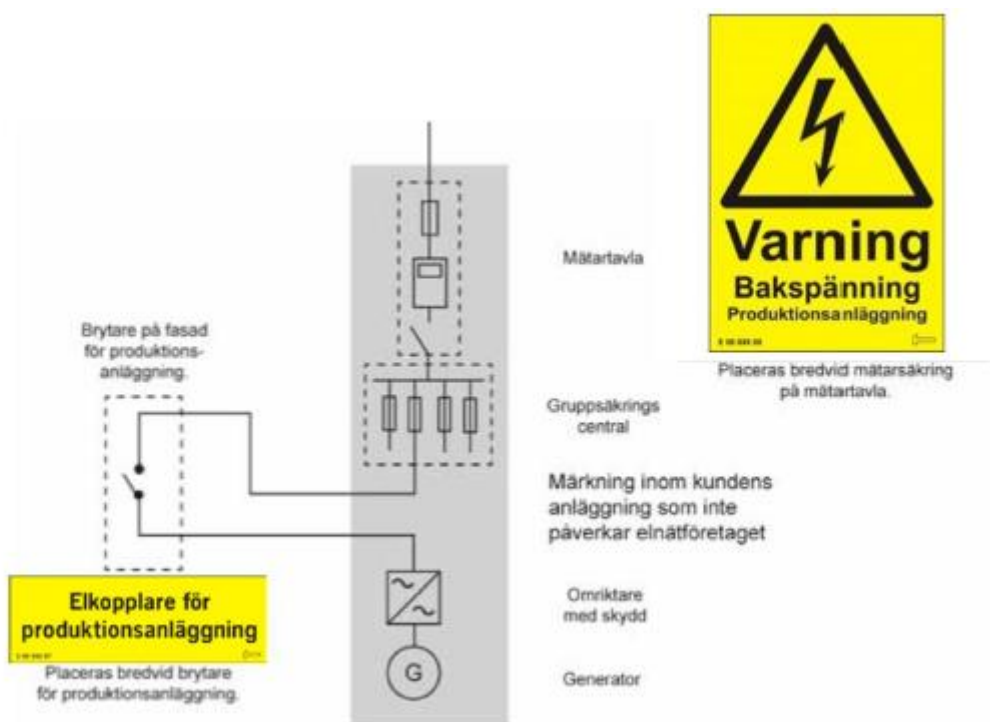 Varning
Bakspänning
Produktionsanläggning
Placeras bredvid mätarsäkring
på mätartavla.
Mätartavla
Brytare på fasad
för produktions-
anläggning.
Gruppsäkrings
central
Märkning inom kundens
anläggning som inte
påverkar elnätföretaget
Elkopplare för
produktionsanläggning
Placeras bredvid brytare
för produktionsanläggning.
Omriktare
med skydd
G
Generator